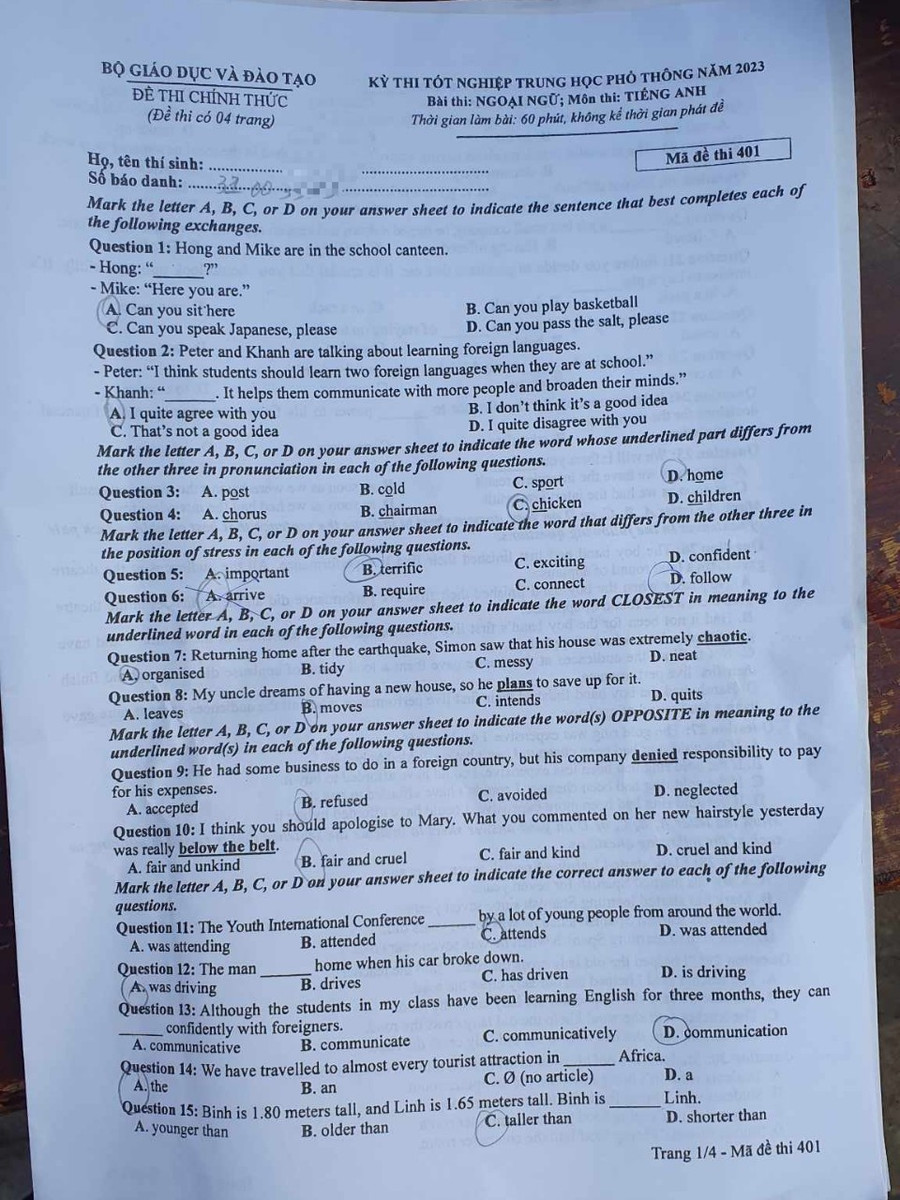 BỘ GIÁO DỤC VÀ ĐÀO TẠO
ĐỀ THI CHÍNH THỨC
(Đề thi có 04 trang)
KỲ THI TỐT NGHIỆP TRUNG HỌC PHỔ THÔNG NĂM 2023
Bài thi: NGOẠI NGỮ; Môn thi: TIẾNG ANH
Thời gian làm bài: 60 phút, không kể thời gian phát đề
Họ, tên thí sinh: ................
Số báo danh: ................
Mã đề thi 401
Mark the letter A, B, C, or D on your answer sheet to indicate the sentence that best completes each of
the following exchanges.
Question 1: Hong and Mike are in the school canteen.
- Hong: “______?”
- Mike: “Here you are.”
A. Can you sit here B. Can you play basketball
C. Can you speak Japanese, please D. Can you pass the salt, please
Question 2: Peter and Khanh are talking about learning foreign languages.
- Peter: “I think students should learn two foreign languages when they are at school.”
- Khanh: “______. It helps them communicate with more people and broaden their minds.”
A. I quite agree with you B. I don’t think it’s a good idea
C. That’s not a good idea D. I quite disagree with you
Mark the letter A, B, C, or D on your answer sheet to indicate the word whose underlined part differs from
the other three in pronunciation in each of the following questions.
Question 3: A. post B. cold C. sport D. home
Question 4: A. chorus B. chairman C. chicken D. children
Mark the letter A, B, C, or D on your answer sheet to indicate the word that differs from the other three in
the position of stress in each of the following questions.
Question 5: A. important B. terrific C. exciting D. confident
Question 6: A. arrive B. require C. connect D. follow
Mark the letter A, B, C, or D on your answer sheet to indicate the word CLOSEST in meaning to the
underlined word in each of the following questions.
Question 7: Returning home after the earthquake, Simon saw that his house was extremely chaotic.
A. organised B. tidy C. messy D. neat
Question 8: My uncle dreams of having a new house, so he plans to save up for it.
A. leaves B. moves C. intends D. quits
Mark the letter A, B, C, or D on your answer sheet to indicate the word(s) OPPOSITE in meaning to the
underlined word(s) in each of the following questions.
Question 9: He had some business to do in a foreign country, but his company denied responsibility to pay
for his expenses.
A. accepted B. refused C. avoided D. neglected
Question 10: I think you should apologise to Mary. What you commented on her new hairstyle yesterday
was really below the belt.
A. fair and unkind B. fair and cruel C. fair and kind D. cruel and kind
Mark the letter A, B, C, or D on your answer sheet to indicate the correct answer to each of the following
questions.
Question 11: The Youth International Conference ______ by a lot of young people from around the world.
A. was attending B. attended C. attends D. was attended
Question 12: The man ______ home when his car broke down.
A. was driving B. drives C. has driven D. is driving
Question 13: Although the students in my class have been learning English for three months, they can
______ confidently with foreigners.
A. communicative B. communicate C. communicatively D. communication
Question 14: We have travelled to almost every tourist attraction in ______ Africa.
A. the B. an C. Ø (no article) D. a
Question 15: Binh is 1.80 meters tall, and Linh is 1.65 meters tall. Binh is ______ Linh.
A. younger than B. older than C. taller than D. shorter than
Trang 1/4 - Mã đề thi 401